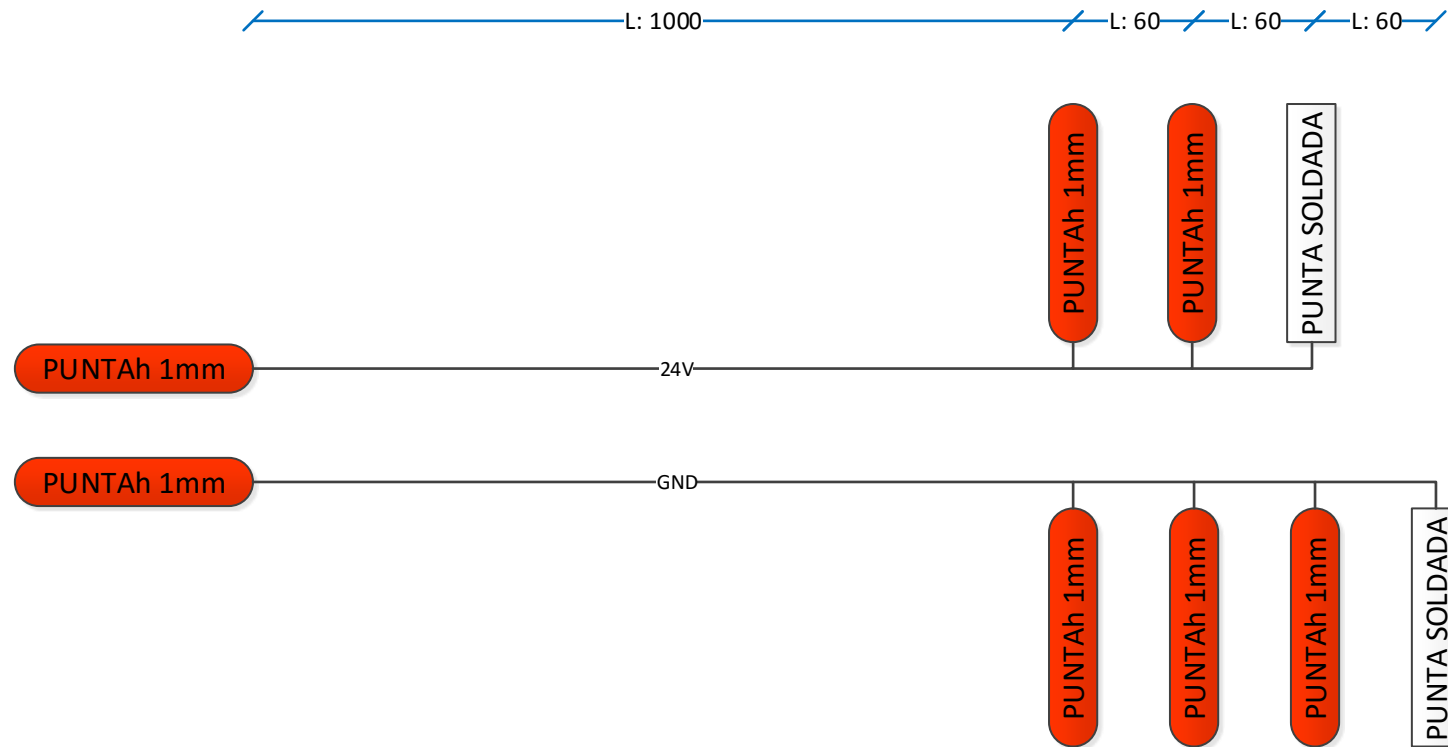 L: 1000
L: 60
L: 60
L: 60
PUNTAh 1mm
PUNTAh 1mm
PUNTA SOLDADA
PUNTAh 1mm
24V
PUNTAh 1mm
GND
PUNTAh 1mm
PUNTAh 1mm
PUNTAh 1mm
PUNTA SOLDADA